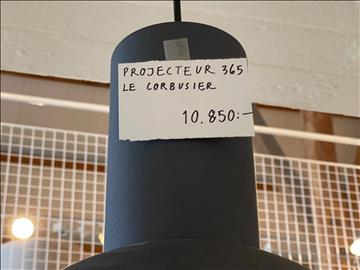 PROJECTEUR 365
LE CORBUSIER
10.850:-